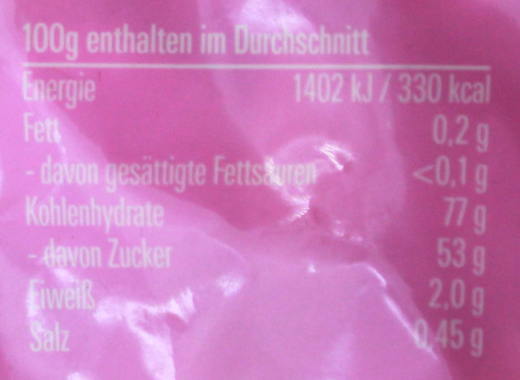 100g enthalten im Durchschnitt
Energie 1402 kJ / 330 kcal
Fett 0,2 g
- davon gesättigte Fettsäuren <0,1 g
Kohlenhydrate 77 g
- davon Zucker 53 g
Eiweiß 2,0 g
Salz 0,45 g